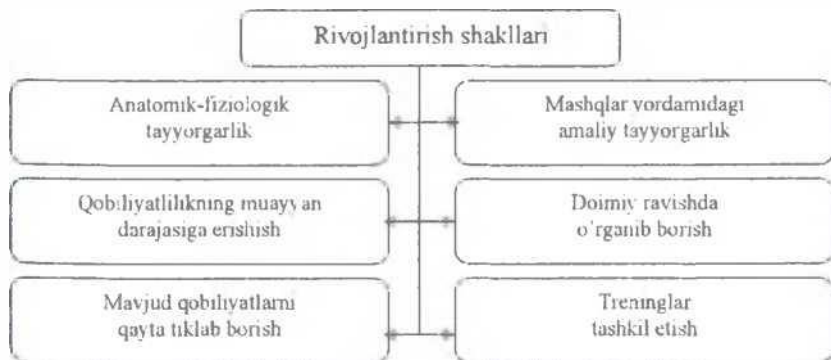 Rivojlantirish shakllari
Anatomik-fiziologik
tayyorgarlik
Mashqlar yordamidagi
amaliy tayyorgarlik
Qobiliyatlilikning muayyan
darajasiga erishish
Doimiy ravishda
o'rganib borish
Mavjud qobiliyatlarni
qayta tiklab borish
Treninglar
tashkil etish